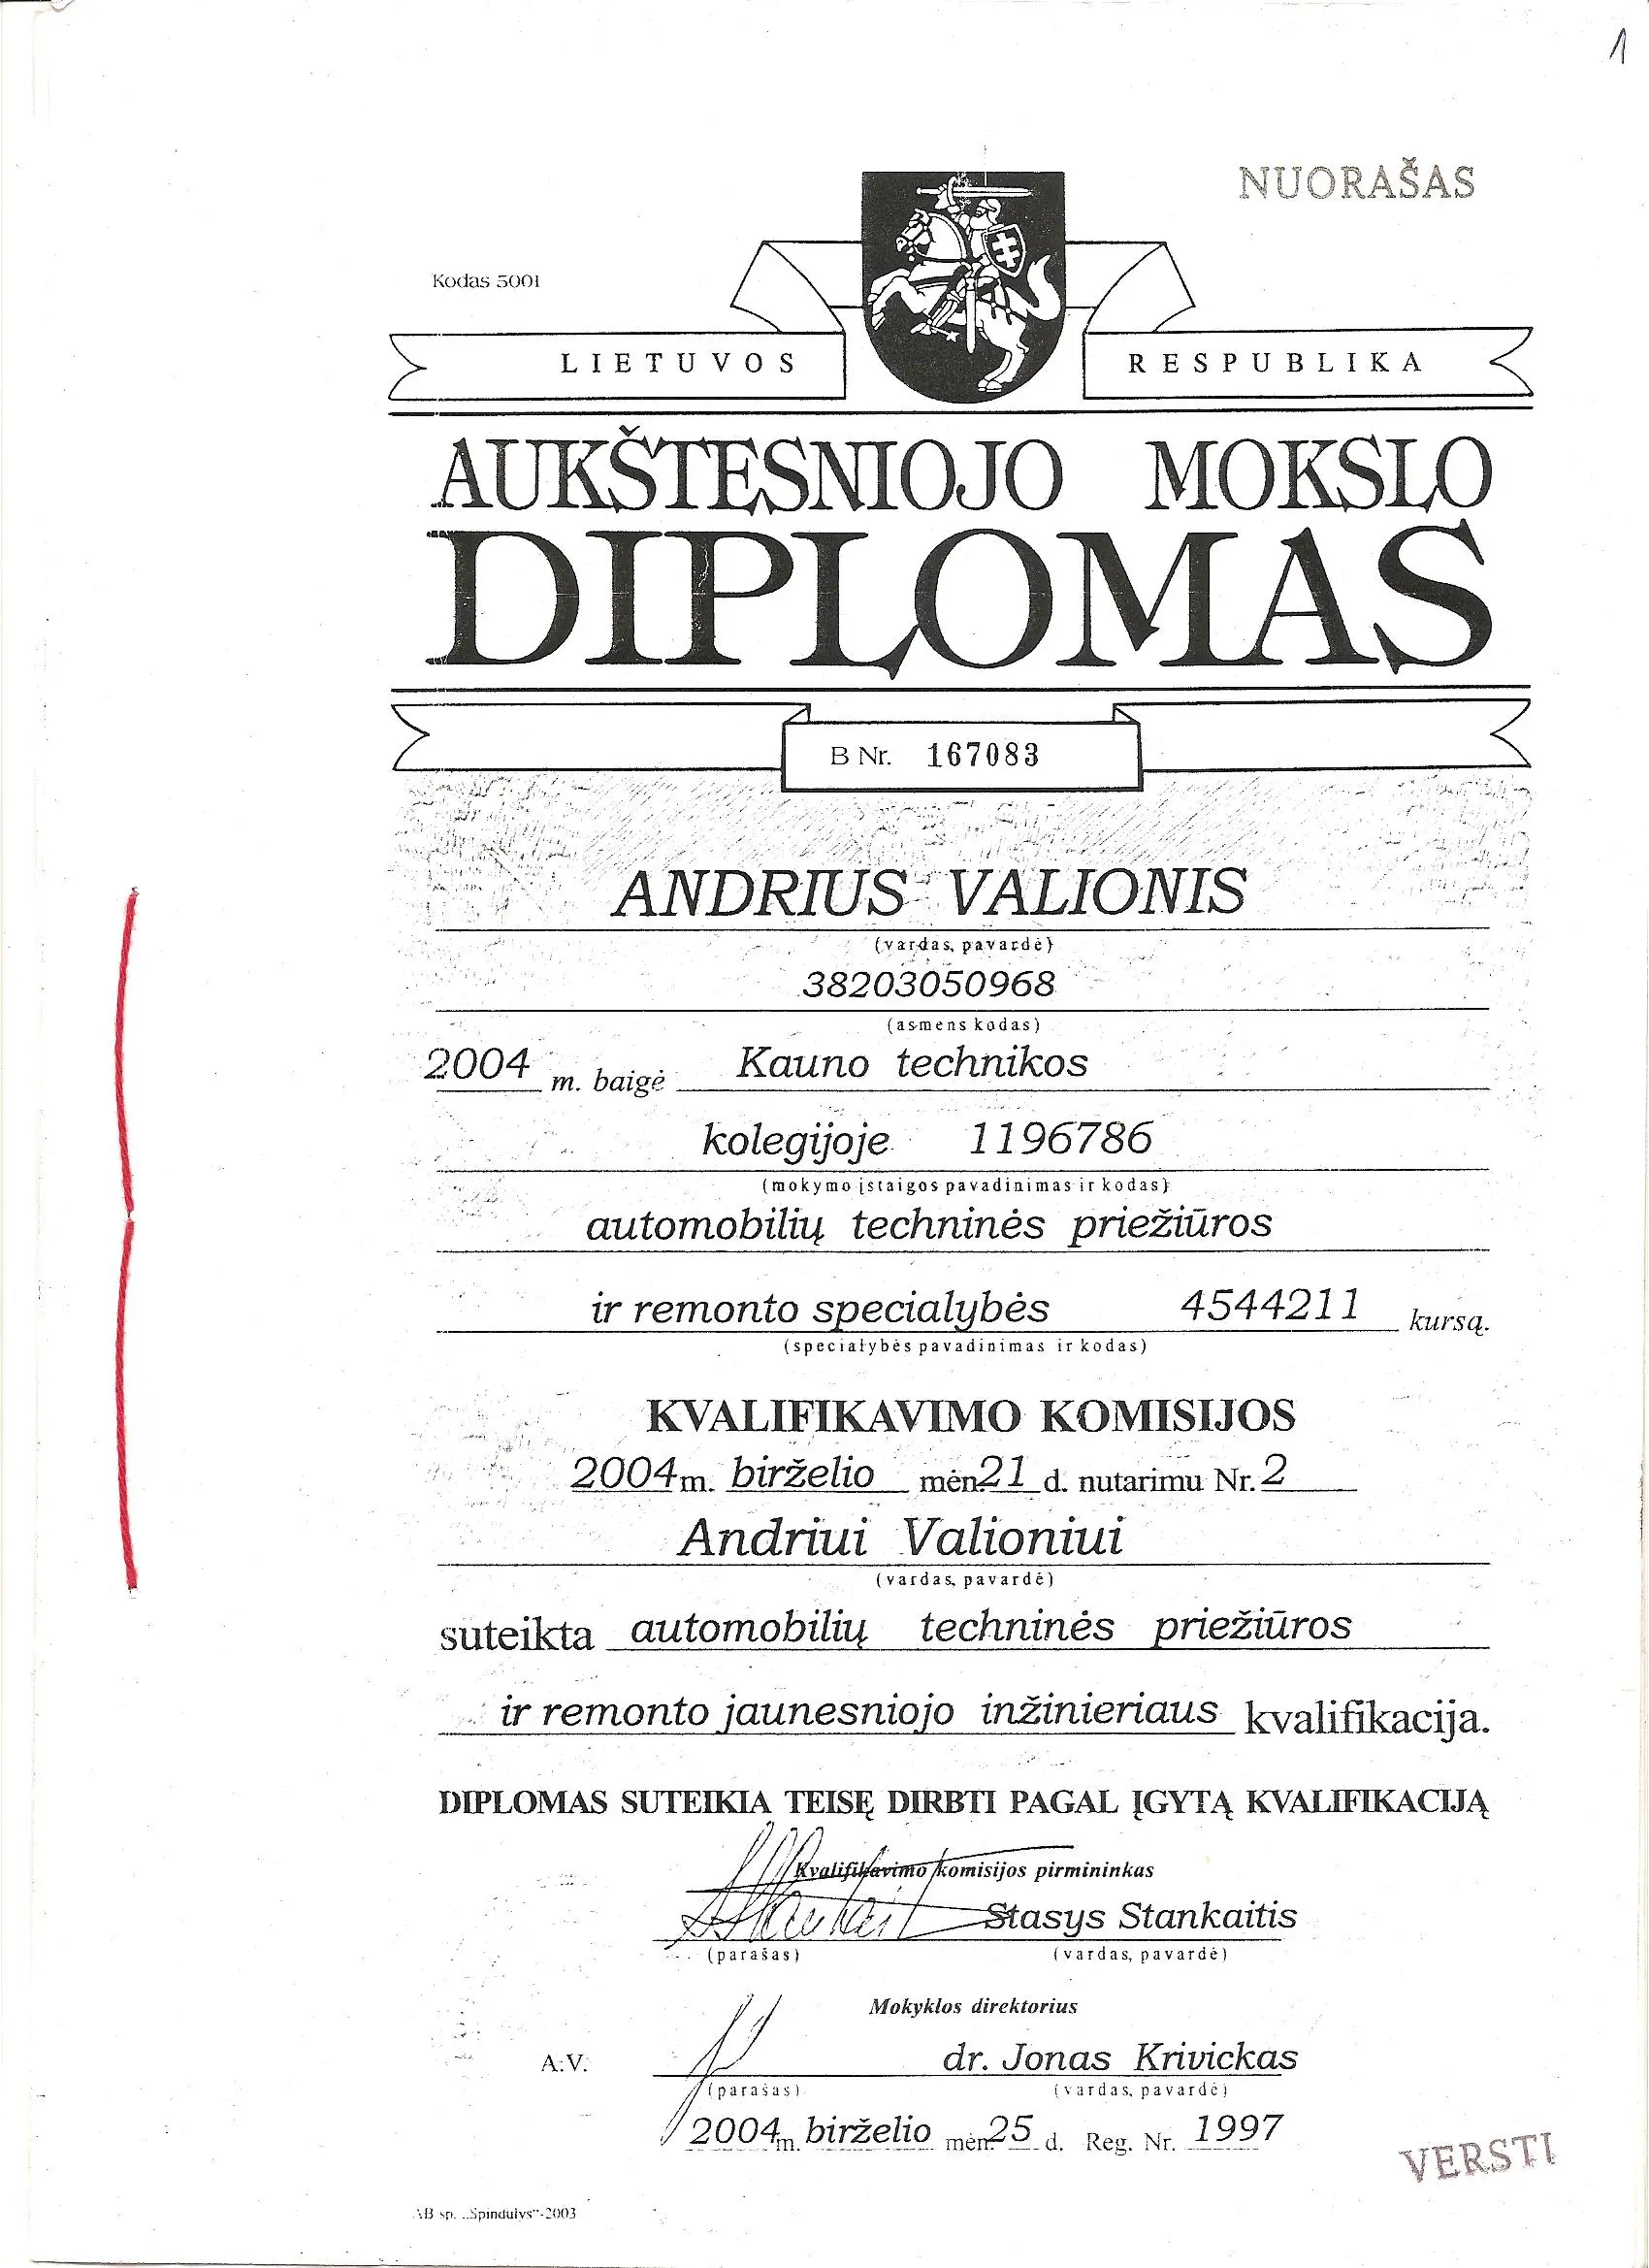 1
NUORAŠAS
Kodas 5001
LIETUVOS RESPUBLIKA
AUKŠTESNIOJO MOKSLO
DIPLOMAS
B Nr. 167083
ANDRIUS VALIONIS
(vardas, pavardė)
38203050968
(asmens kodas)
2004 m. baigė Kauno technikos
kolegijoje 1196786
(mokymo įstaigos pavadinimas ir kodas)
automobilių techninės priežiūros
ir remonto specialybės 4544211 kursą.
(specialybės pavadinimas ir kodas)
KVALIFIKAVIMO KOMISIJOS
2004 m. birželio mėn. 21 d. nutarimu Nr. 2
Andriui Valioniui
(vardas, pavardė)
suteikta automobilių techninės priežiūros
ir remonto jaunesniojo inžinieriaus kvalifikacija.
DIPLOMAS SUTEIKIA TEISĘ DIRBTI PAGAL ĮGYTĄ KVALIFIKACIJĄ
Kvalifikavimo komisijos pirmininkas
Stasys Stankaitis
(parašas) (vardas, pavardė)
Mokyklos direktorius
A.V. dr. Jonas Krivickas
(parašas) (vardas, pavardė)
2004 m. birželio mėn. 25 d. Reg. Nr. 1997
VERSTI
AB sp. „Spindulys“-2003